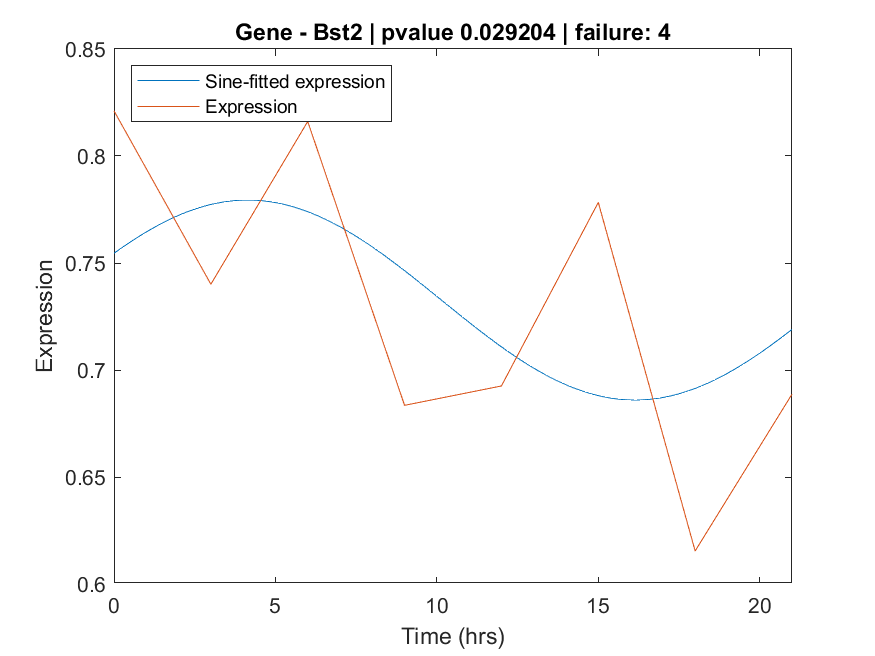 Gene - Bst2 | pvalue 0.029204 | failure: 4
0.85
Sine-fitted expression
Expression
0.8
0.75
0.7
0.65
0.6
Expression
0 5 10 15 20
Time (hrs)